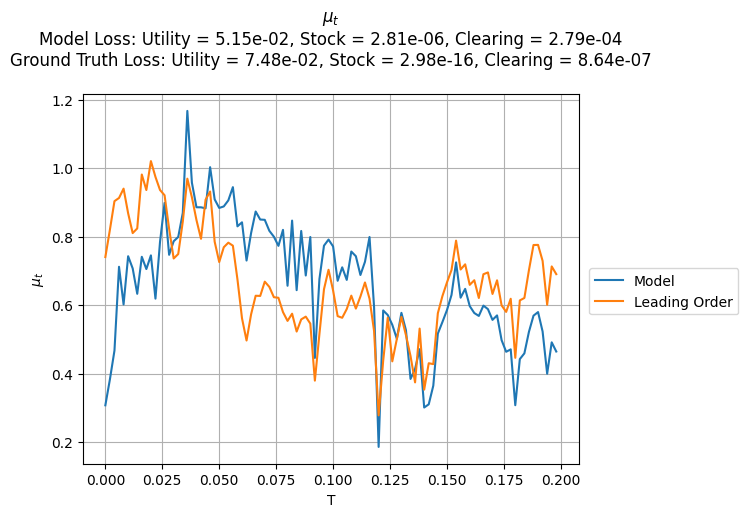 μₜ
Model Loss: Utility = 5.15e-02, Stock = 2.81e-06, Clearing = 2.79e-04
Ground Truth Loss: Utility = 7.48e-02, Stock = 2.98e-16, Clearing = 8.64e-07
1.2
1.0
0.8
0.6
0.4
0.2
μₜ
0.000 0.025 0.050 0.075 0.100 0.125 0.150 0.175 0.200
T
Model
Leading Order